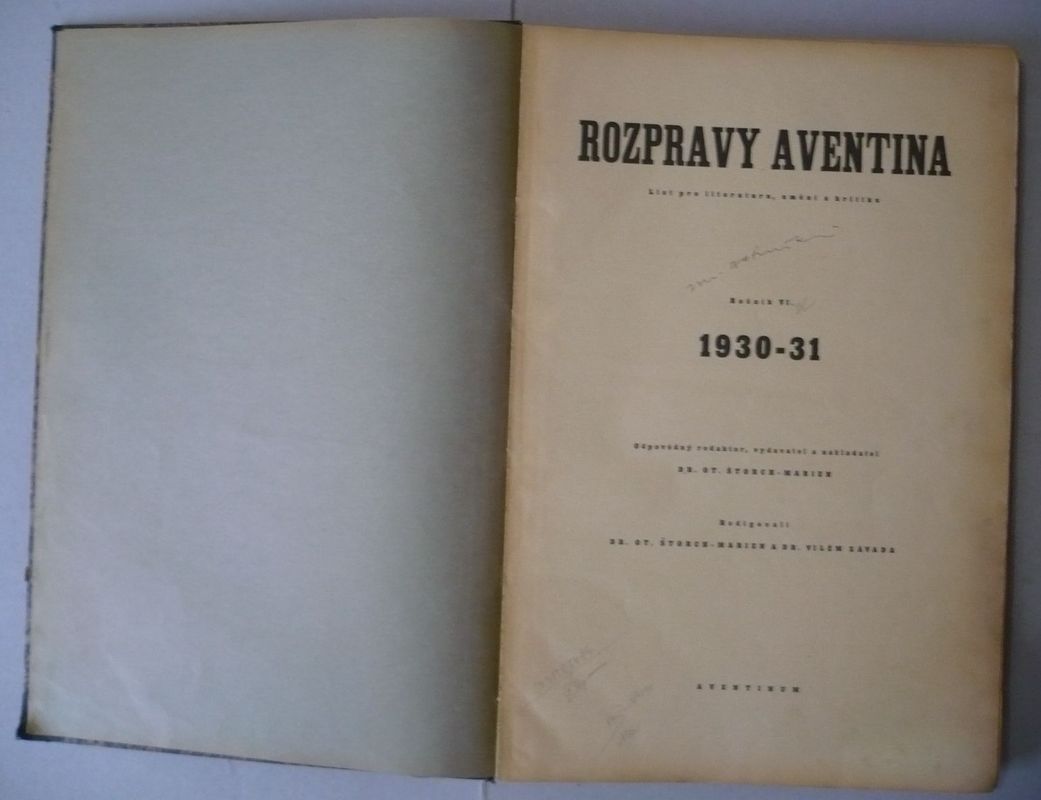 ROZPRAVY AVENTINA
List pro literaturu, umění a kritiku
Ročník VI.
1930-31
Odpovědný redaktor, vydavatel a nakladatel
DR. OT. ŠTORCH-MARIEN
Redigovali
DR. OT. ŠTORCH-MARIEN A DR. VILÉM ZÁVADA
AVENTINUM